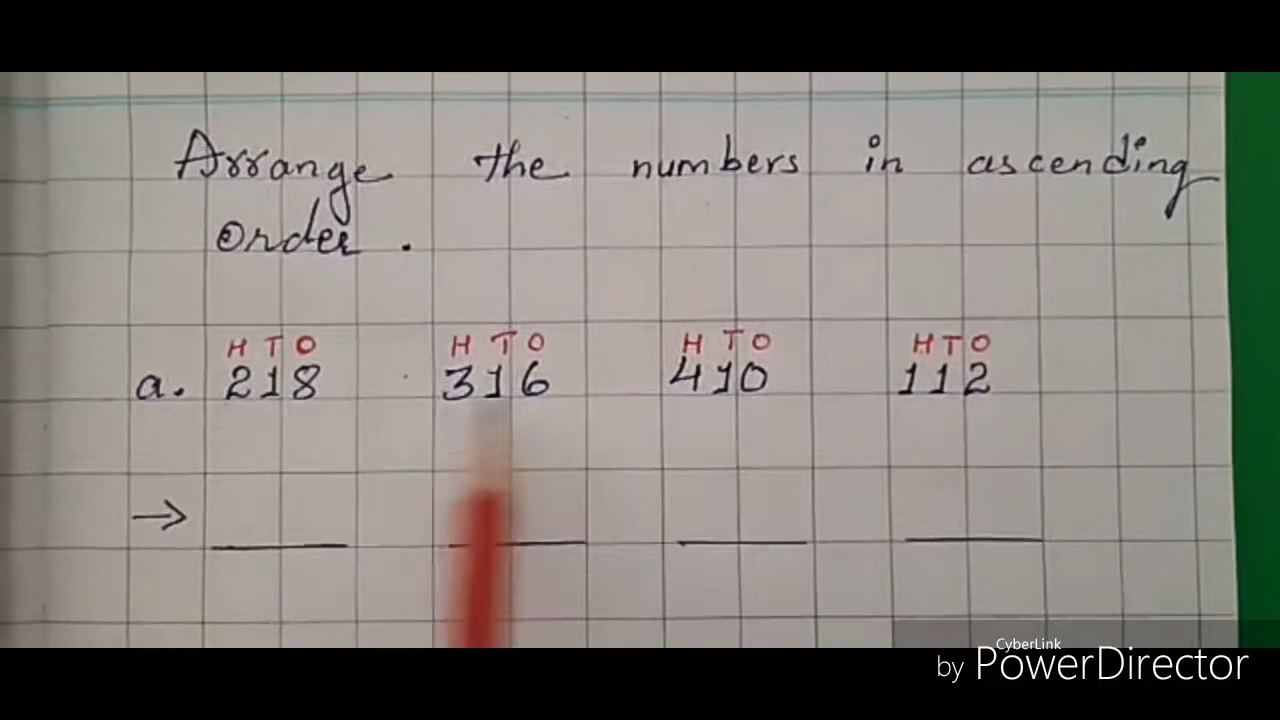 Arrange the numbers in ascending
order.
H T O H T O H T O H T O
a. 218 316 410 112
→
CyberLink
by PowerDirector